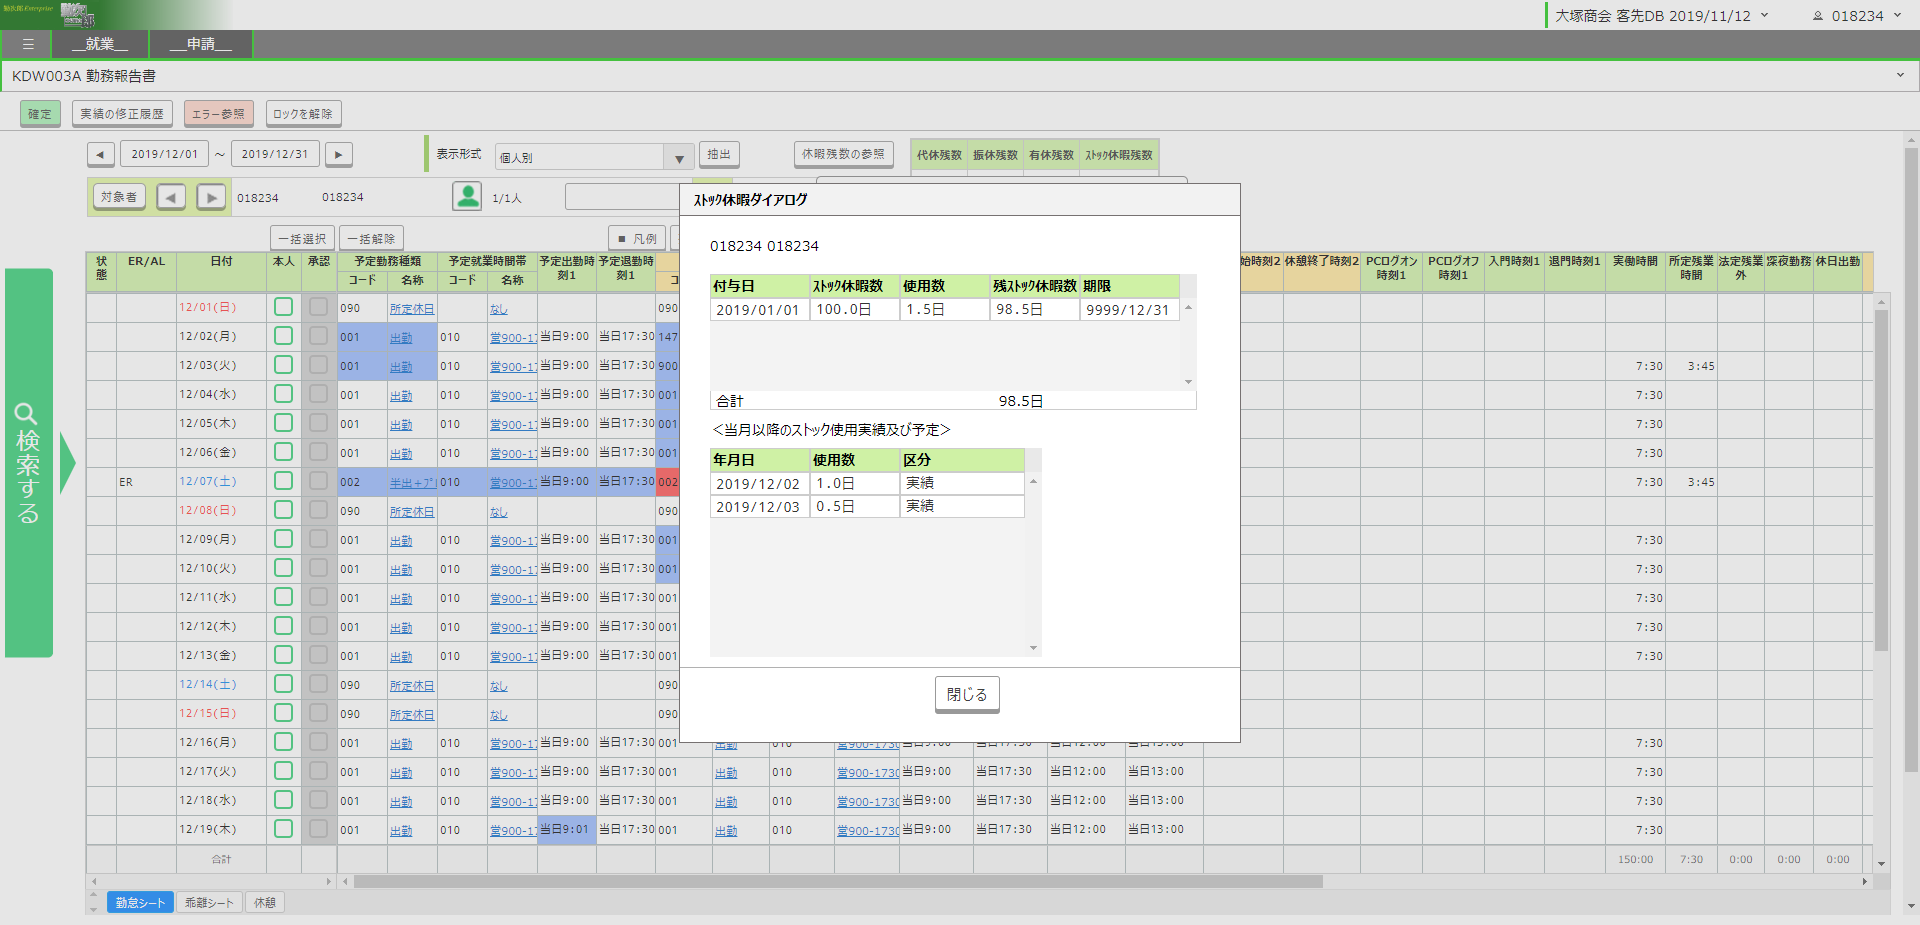 勤次郎 Enterprise
大塚商会 客先DB 2019/11/12
018234
☰ __就業__ __申請__
KDW003A 勤務報告書
確定 実績の修正履歴 エラー参照 ロックを解除
◀ 2019/12/01 ～ 2019/12/31 ▶ 表示形式 個人別 ▼ 抽出 休暇残数の参照 代休残数 振休残数 有休残数 ｽﾄｯｸ休暇残数
対象者 ◀ ▶ 018234 018234 1/1人
一括選択 一括解除 ■ 凡例
状態 ER/AL 日付 本人 承認 予定勤務種類 予定就業時間帯 予定出勤時刻1 予定退勤時刻1 始時刻2 休憩終了時刻2 PCログオン時刻1 PCログオフ時刻1 入門時刻1 退門時刻1 実働時間 所定残業時間 法定残業外 深夜勤務 休日出勤
コード 名称 コード 名称 コ
12/01(日) 090 所定休日 なし 090
12/02(月) 001 出勤 010 営900-17 当日9:00 当日17:30 147
12/03(火) 001 出勤 010 営900-17 当日9:00 当日17:30 900 7:30 3:45
12/04(水) 001 出勤 010 営900-17 当日9:00 当日17:30 001 7:30
12/05(木) 001 出勤 010 営900-17 当日9:00 当日17:30 001 7:30
12/06(金) 001 出勤 010 営900-17 当日9:00 当日17:30 001 7:30
ER 12/07(土) 002 半出+ﾌﾟ 010 営900-17 当日9:00 当日17:30 002 7:30 3:45
12/08(日) 090 所定休日 なし 090
12/09(月) 001 出勤 010 営900-17 当日9:00 当日17:30 001 7:30
12/10(火) 001 出勤 010 営900-17 当日9:00 当日17:30 001 7:30
12/11(水) 001 出勤 010 営900-17 当日9:00 当日17:30 001 7:30
12/12(木) 001 出勤 010 営900-17 当日9:00 当日17:30 001 7:30
12/13(金) 001 出勤 010 営900-17 当日9:00 当日17:30 001 7:30
12/14(土) 090 所定休日 なし 090
12/15(日) 090 所定休日 なし 090
12/16(月) 001 出勤 010 営900-17 当日9:00 当日17:30 001 出勤 010 営900-1730 当日9:00 当日17:30 当日12:00 当日13:00 7:30
12/17(火) 001 出勤 010 営900-17 当日9:00 当日17:30 001 出勤 010 営900-1730 当日9:00 当日17:30 当日12:00 当日13:00 7:30
12/18(水) 001 出勤 010 営900-17 当日9:00 当日17:30 001 出勤 010 営900-1730 当日9:00 当日17:30 当日12:00 当日13:00 7:30
12/19(木) 001 出勤 010 営900-17 当日9:01 当日17:30 001 出勤 010 営900-1730 当日9:00 当日17:30 当日12:00 当日13:00 7:30
合計 150:00 7:30 0:00 0:00 0:00
勤怠シート 乖離シート 休憩
検索する
ｽﾄｯｸ休暇ダイアログ
018234 018234
付与日 ｽﾄｯｸ休暇数 使用数 残ｽﾄｯｸ休暇数 期限
2019/01/01 100.0日 1.5日 98.5日 9999/12/31
合計 98.5日
＜当月以降のストック使用実績及び予定＞
年月日 使用数 区分
2019/12/02 1.0日 実績
2019/12/03 0.5日 実績
閉じる